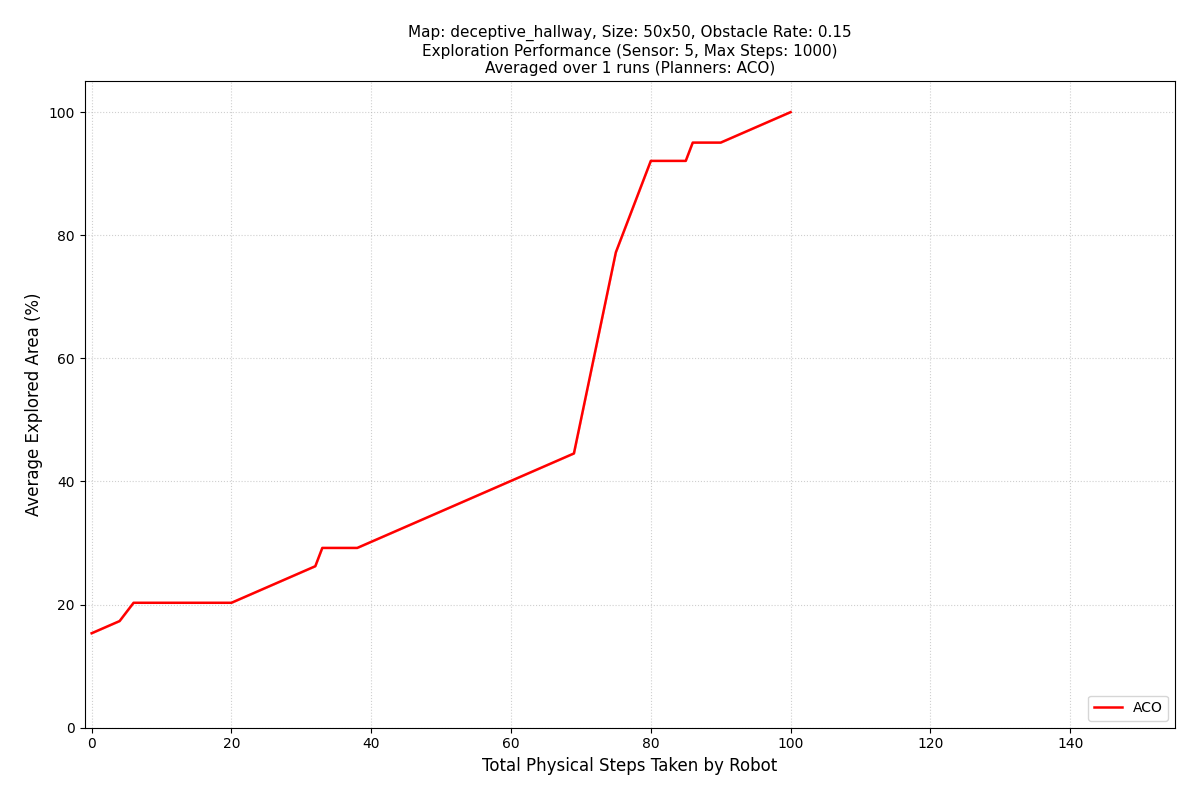 Map: deceptive_hallway, Size: 50x50, Obstacle Rate: 0.15
Exploration Performance (Sensor: 5, Max Steps: 1000)
Averaged over 1 runs (Planners: ACO)
Average Explored Area (%)
100
80
60
40
20
0
0 20 40 60 80 100 120 140
Total Physical Steps Taken by Robot
ACO